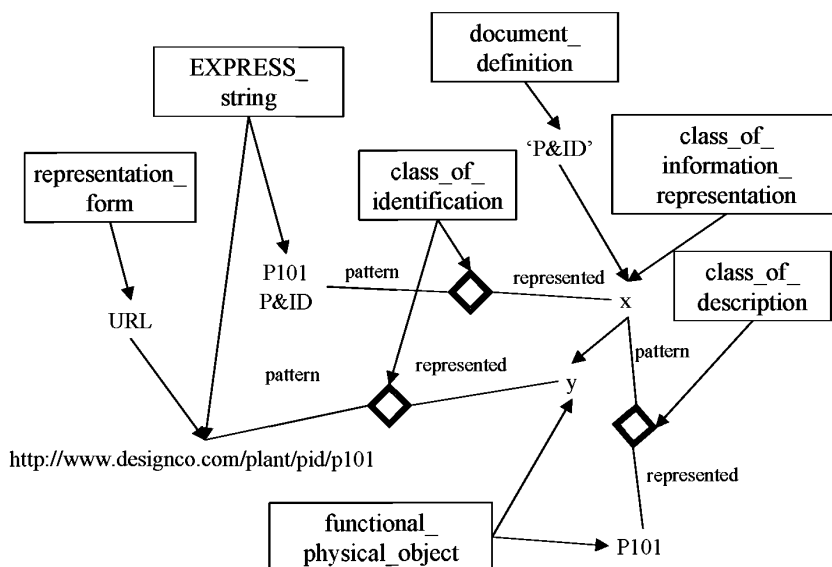 document_
definition
EXPRESS_
string
class_of_
information_
representation
‘P&ID’
representation_
form
class_of_
identification
P101
P&ID
pattern
represented
x
class_of_
description
URL
pattern
represented
y
pattern
http://www.designco.com/plant/pid/p101
represented
functional_
physical_object
P101